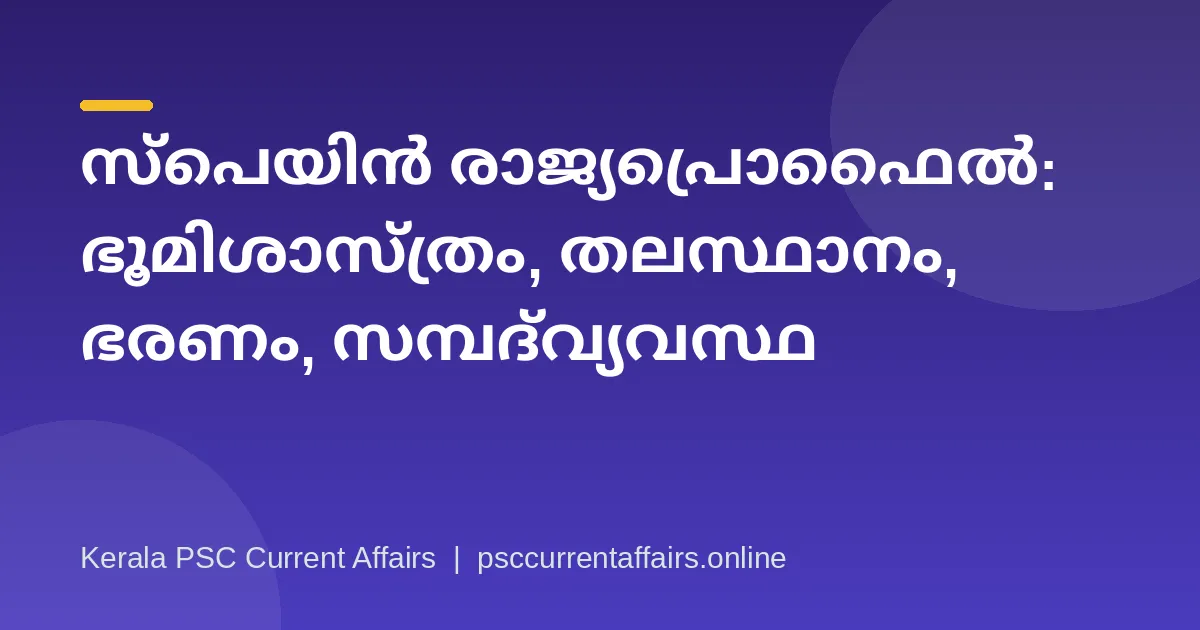 സ്പെയിൻ രാജ്യപ്രൊഫൈൽ:
ഭൂമിശാസ്ത്രം, തലസ്ഥാനം,
ഭരണം, സമ്പദ്‌വ്യവസ്ഥ
Kerala PSC Current Affairs | psccurrentaffairs.online